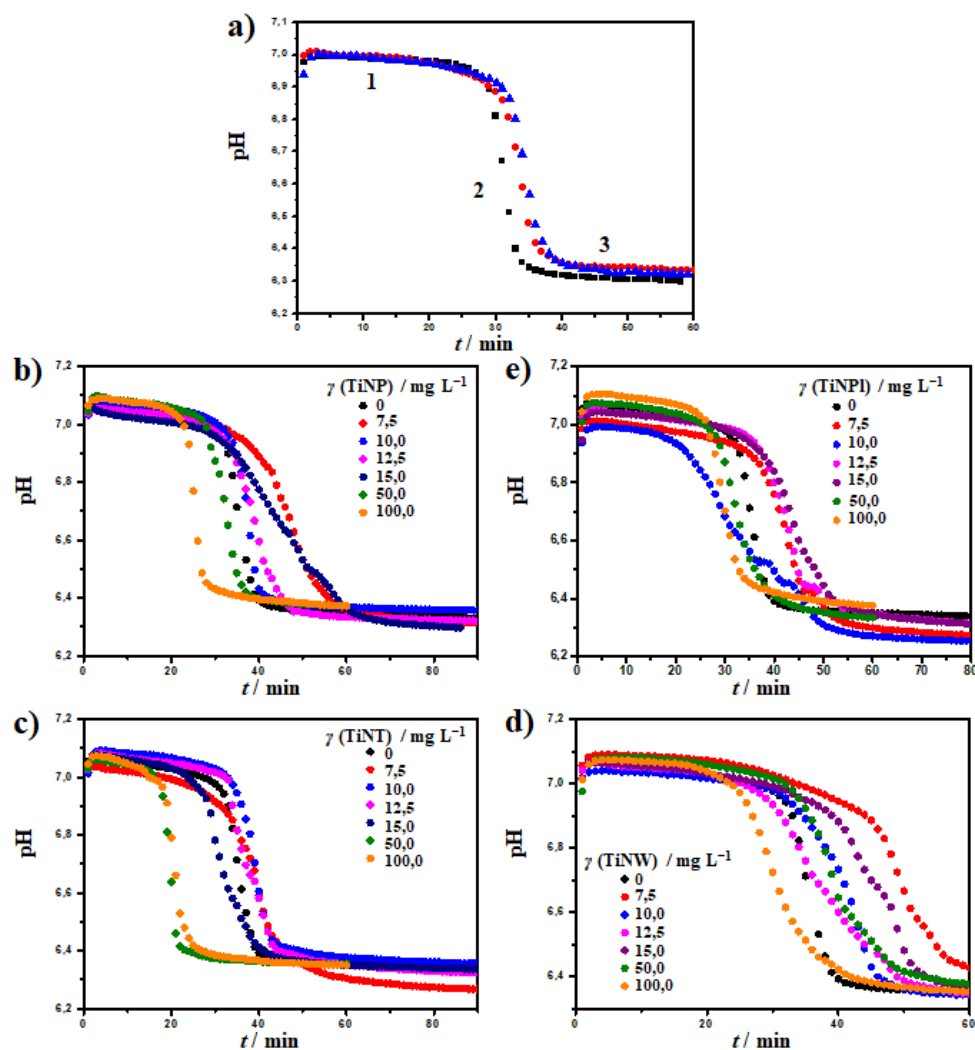 a)
pH
7,0
6,9
6,8
6,7
6,6
6,5
6,4
6,3
6,2
1
2
3
0 10 20 30 40 50 60
t / min
b)
pH
7,2
7,0
6,8
6,6
6,4
6,2
γ (TiNP) / mg L–1
0
7,5
10,0
12,5
15,0
50,0
100,0
0 20 40 60 80
t / min
e)
pH
7,2
7,0
6,8
6,6
6,4
6,2
γ (TiNPl) / mg L–1
0
7,5
10,0
12,5
15,0
50,0
100,0
0 10 20 30 40 50 60 70 80
t / min
c)
pH
7,2
7,0
6,8
6,6
6,4
6,2
γ (TiNT) / mg L–1
0
7,5
10,0
12,5
15,0
50,0
100,0
0 20 40 60 80
t / min
d)
pH
7,2
7,0
6,8
6,6
6,4
γ (TiNW) / mg L–1
0
7,5
10,0
12,5
15,0
50,0
100,0
0 20 40 60
t / min